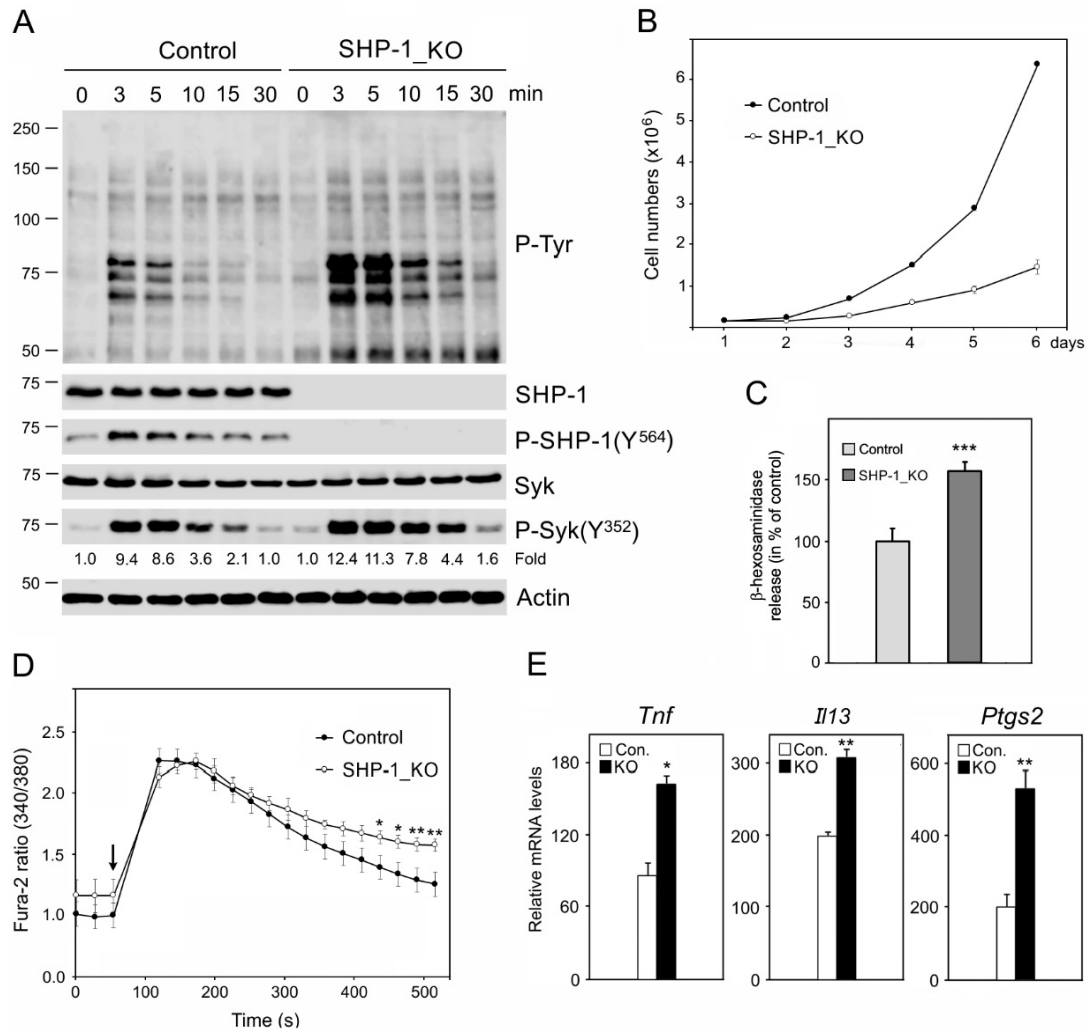 A
Control SHP-1_KO
0 3 5 10 15 30 0 3 5 10 15 30 min
250
150
100
75
50
P-Tyr
75
SHP-1
75
P-SHP-1(Y⁵⁶⁴)
75
Syk
75
P-Syk(Y³⁵²)
1.0 9.4 8.6 3.6 2.1 1.0 Fold 1.0 12.4 11.3 7.8 4.4 1.6
50
Actin
B
Cell numbers (x10⁶)
6
5
4
3
2
1
Control
SHP-1_KO
1 2 3 4 5 6 days
C
β-hexosaminidase
release (in % of control)
150
100
50
0
Control
SHP-1_KO
***
D
Fura-2 ratio (340/380)
2.5
2.0
1.5
1.0
0.0
Control
SHP-1_KO
* * ** **
0 100 200 300 400 500
Time (s)
E
Relative mRNA levels
Tnf
180
120
60
0
Con.
KO
*
Il13
300
200
100
0
Con.
KO
**
Ptgs2
600
400
200
0
Con.
KO
**